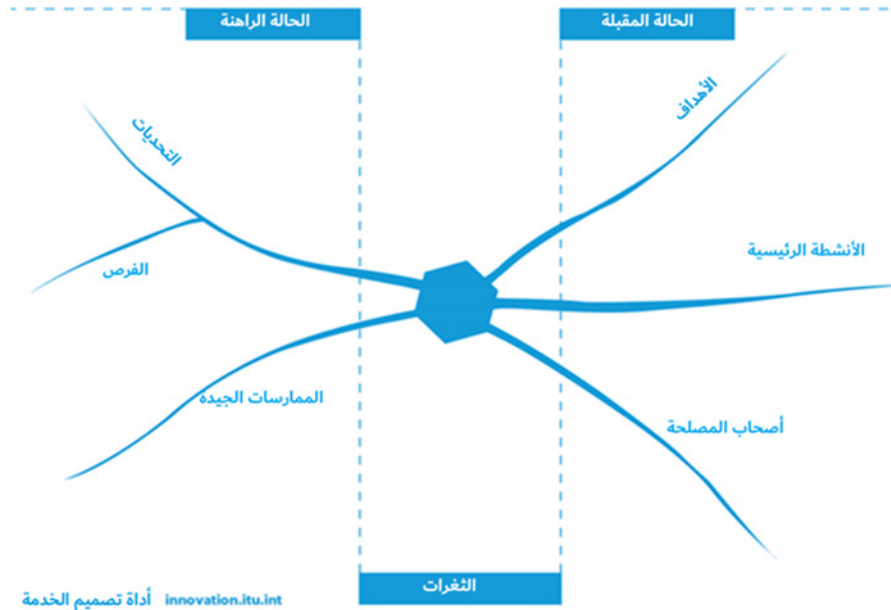 الحالة المقبلة
الحالة الراهنة
الأهداف
التحديات
الأنشطة الرئيسية
الفرص
الممارسات الجيدة
أصحاب المصلحة
الثغرات
أداة تصميم الخدمة innovation.itu.int